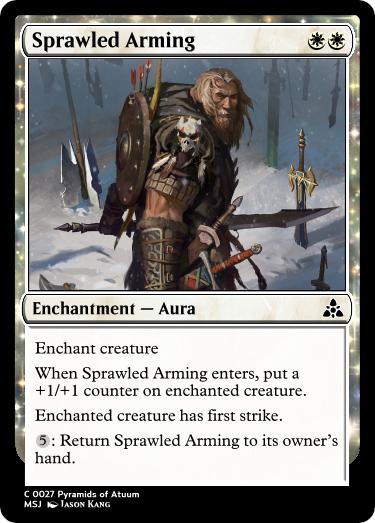 Sprawled Arming
Enchantment — Aura
Enchant creature
When Sprawled Arming enters, put a
+1/+1 counter on enchanted creature.
Enchanted creature has first strike.
5: Return Sprawled Arming to its owner's
hand.
C 0027 Pyramids of Atuum
MSJ Jason Kang